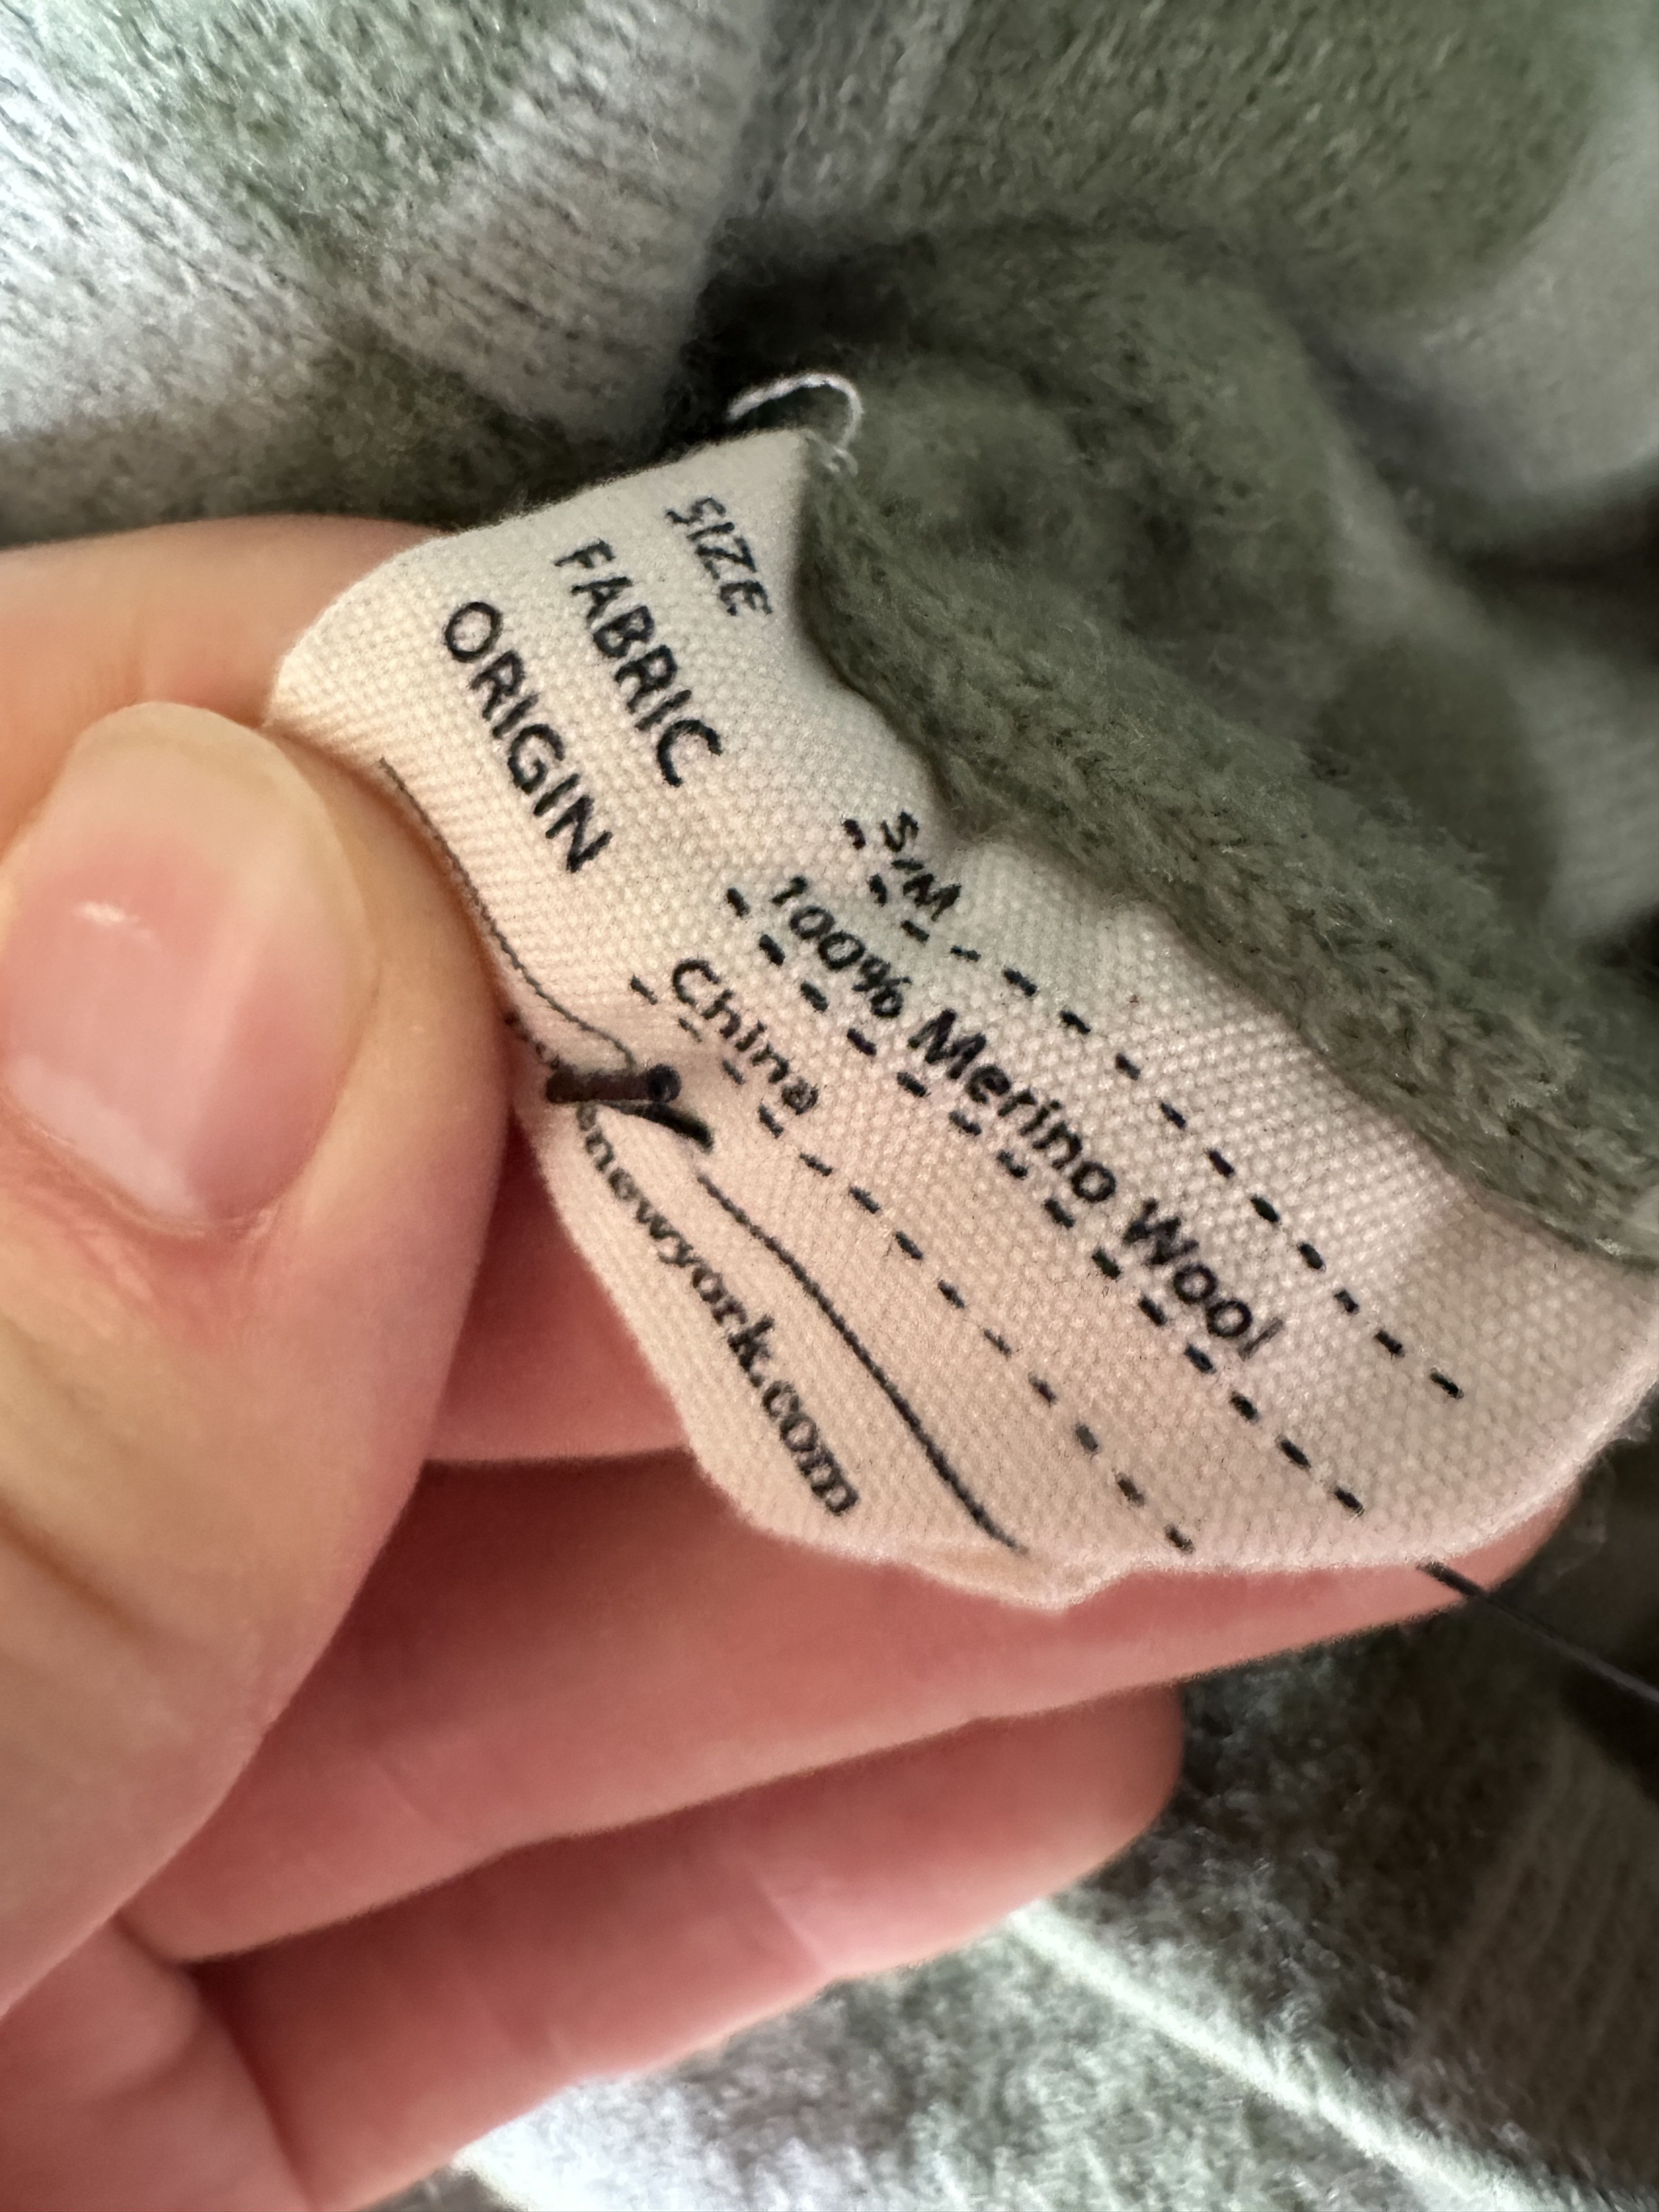 SIZE S/M
FABRIC 100% Merino Wool
ORIGIN China
newyork.com